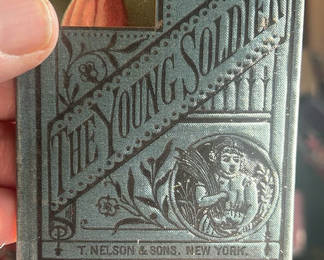 THE YOUNG SOLDIER
T. NELSON & SONS. NEW YORK.